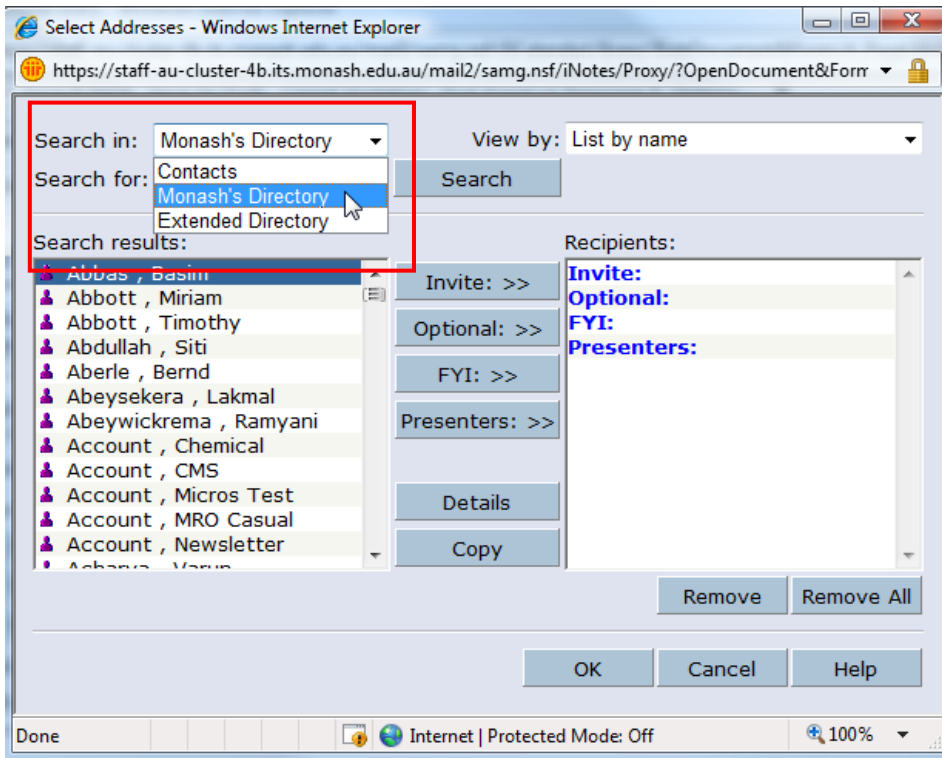 Select Addresses - Windows Internet Explorer
https://staff-au-cluster-4b.its.monash.edu.au/mail2/samg.nsf/iNotes/Proxy/?OpenDocument&Form
Search in: Monash's Directory View by: List by name
Search for: Search
Contacts
Monash's Directory
Extended Directory
Search results:
Abbas , Basim
Abbott , Miriam
Abbott , Timothy
Abdullah , Siti
Aberle , Bernd
Abeysekera , Lakmal
Abeywickrema , Ramyani
Account , Chemical
Account , CMS
Account , Micros Test
Account , MRO Casual
Account , Newsletter
Acharya , Varun
Invite: >>
Optional: >>
FYI: >>
Presenters: >>
Details
Copy
Recipients:
Invite:
Optional:
FYI:
Presenters:
Remove Remove All
OK Cancel Help
Done Internet | Protected Mode: Off 100%